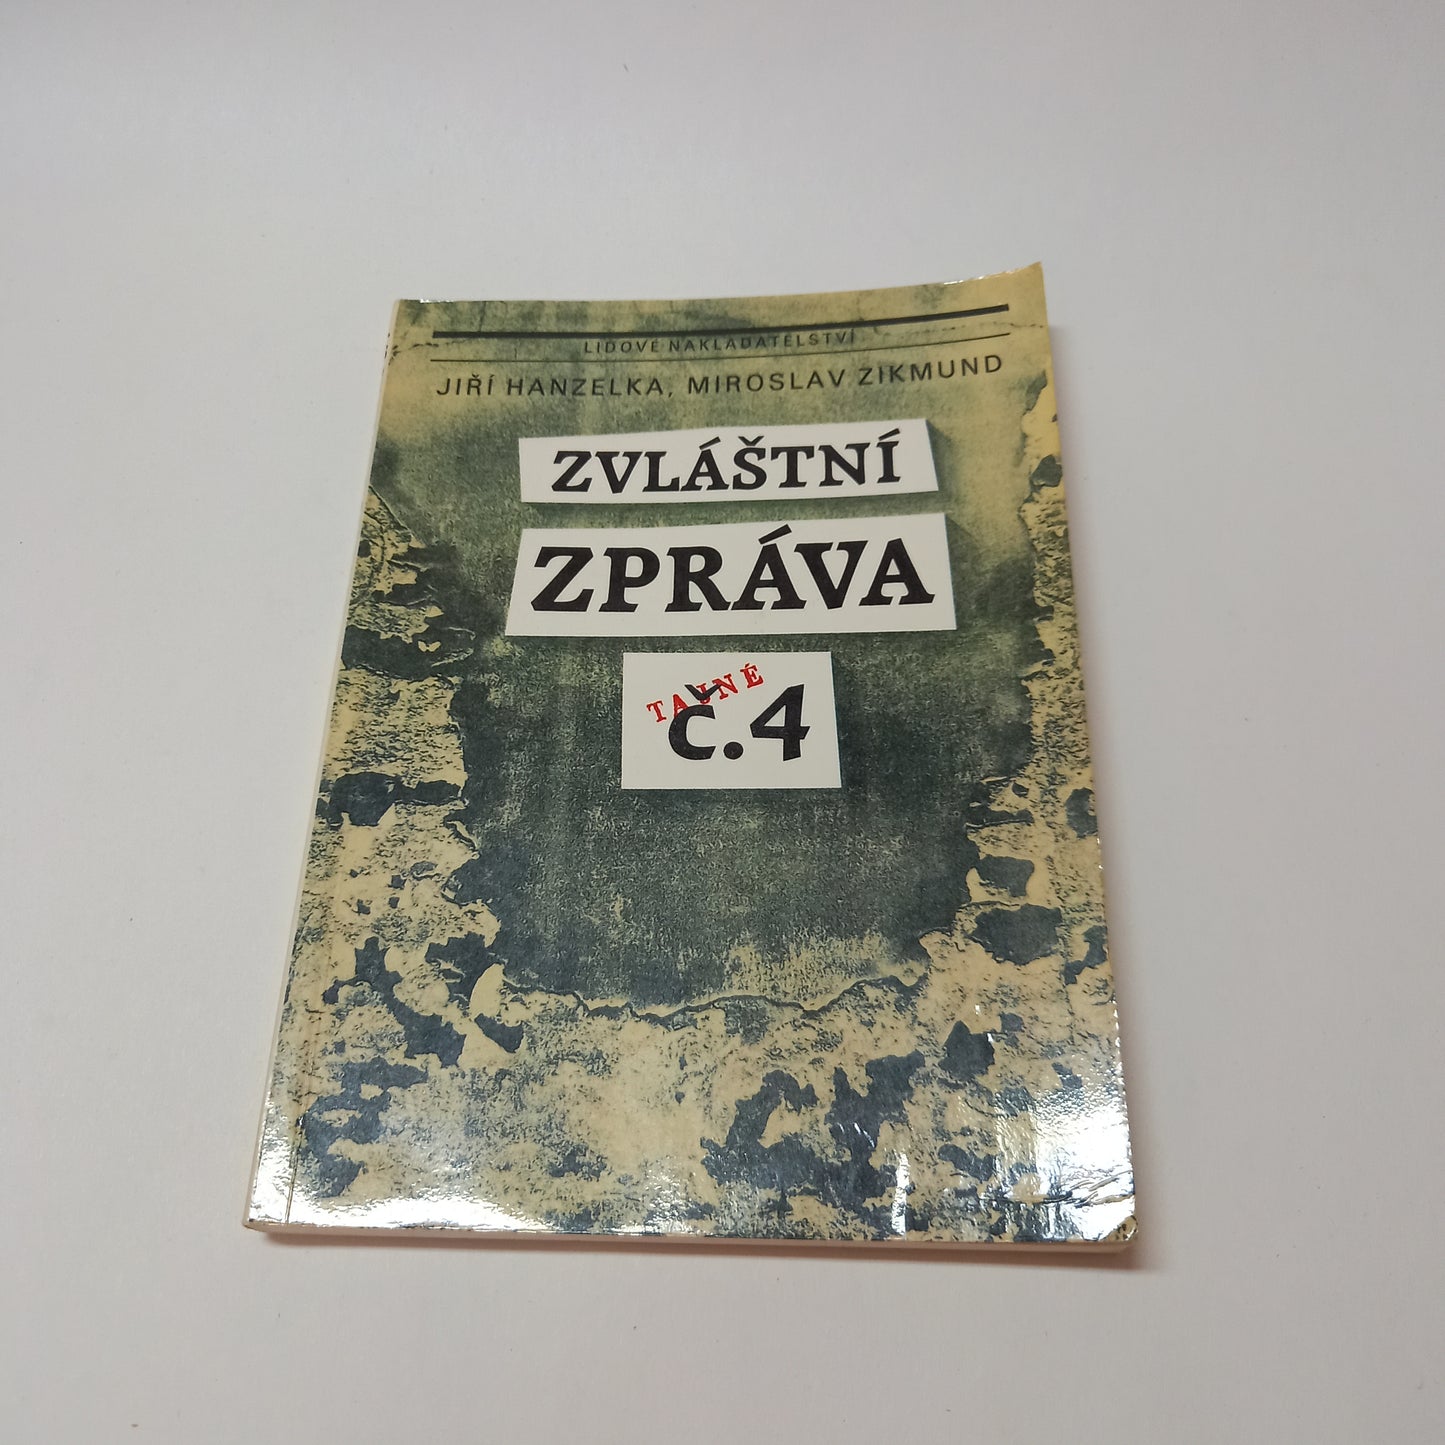 LIDOVÉ NAKLADATELSTVÍ
JIŘÍ HANZELKA, MIROSLAV ZIKMUND
ZVLÁŠTNÍ
ZPRÁVA
TAJNÉ
č.4